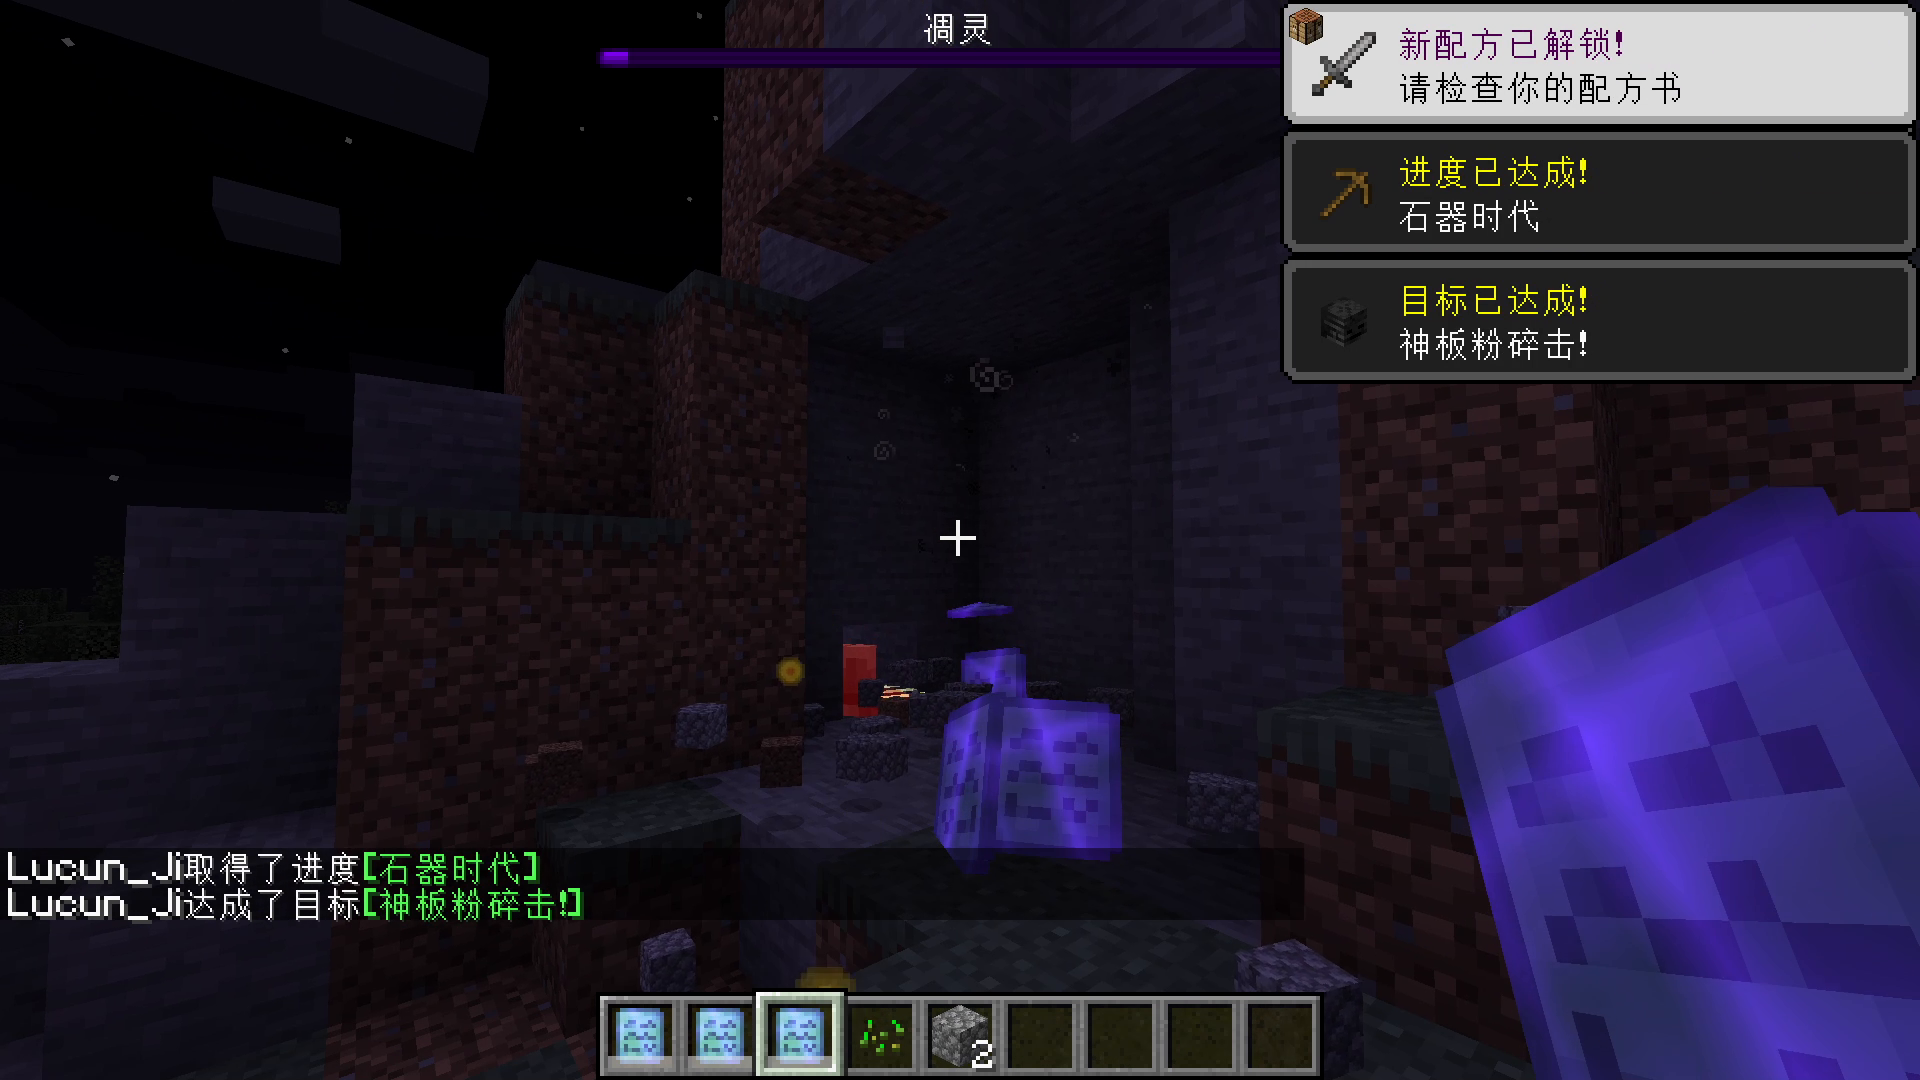 凋灵
新配方已解锁!
请检查你的配方书
进度已达成!
石器时代
目标已达成!
神板粉碎击!
Lucun_Ji取得了进度[石器时代]
Lucun_Ji达成了目标[神板粉碎击!]
2